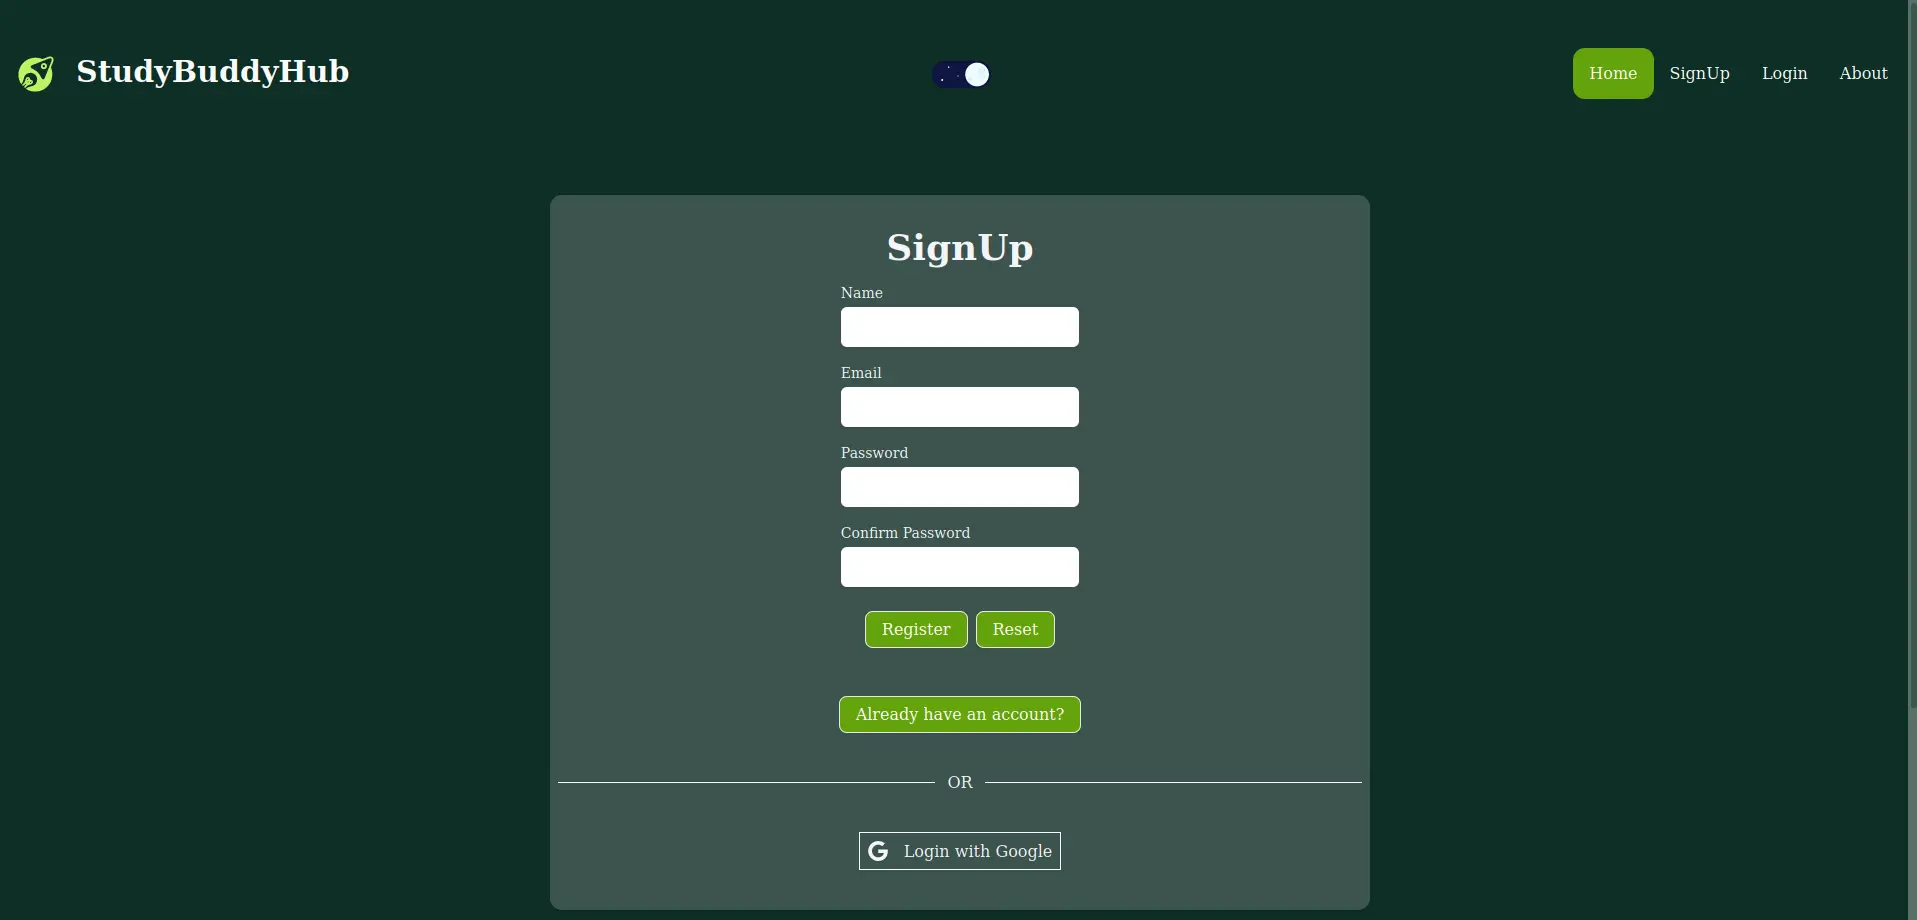 StudyBuddyHub
Home SignUp Login About
SignUp
Name
Email
Password
Confirm Password
Register Reset
Already have an account?
OR
Login with Google